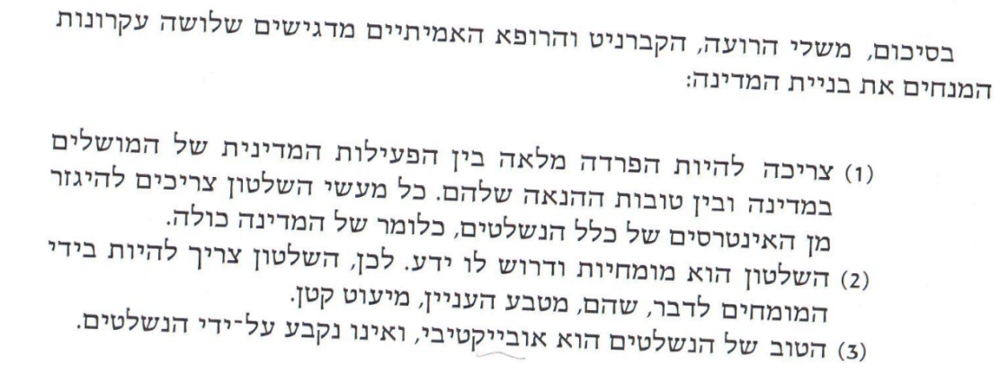 בסיכום, משלי הרועה, הקברניט והרופא האמיתיים מדגישים שלושה עקרונות
המנחים את בניית המדינה:
(1) צריכה להיות הפרדה מלאה בין הפעילות המדינית של המושלים
במדינה ובין טובות ההנאה שלהם. כל מעשי השלטון צריכים להיגזר
מן האינטרסים של כלל הנשלטים, כלומר של המדינה כולה.
(2) השלטון הוא מומחיות ודרוש לו ידע. לכן, השלטון צריך להיות בידי
המומחים לדבר, שהם, מטבע העניין, מיעוט קטן.
(3) הטוב של הנשלטים הוא אובייקטיבי, ואינו נקבע על־ידי הנשלטים.